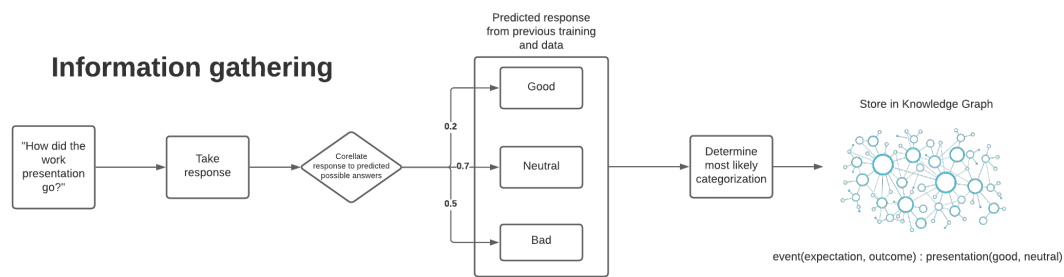 Information gathering
"How did the
work
presentation
go?"
Take
response
Corellate
response to predicted
possible answers
0.2
0.7
0.5
Predicted response
from previous training
and data
Good
Neutral
Bad
Determine
most likely
categorization
Store in Knowledge Graph
event(expectation, outcome) : presentation(good, neutral)